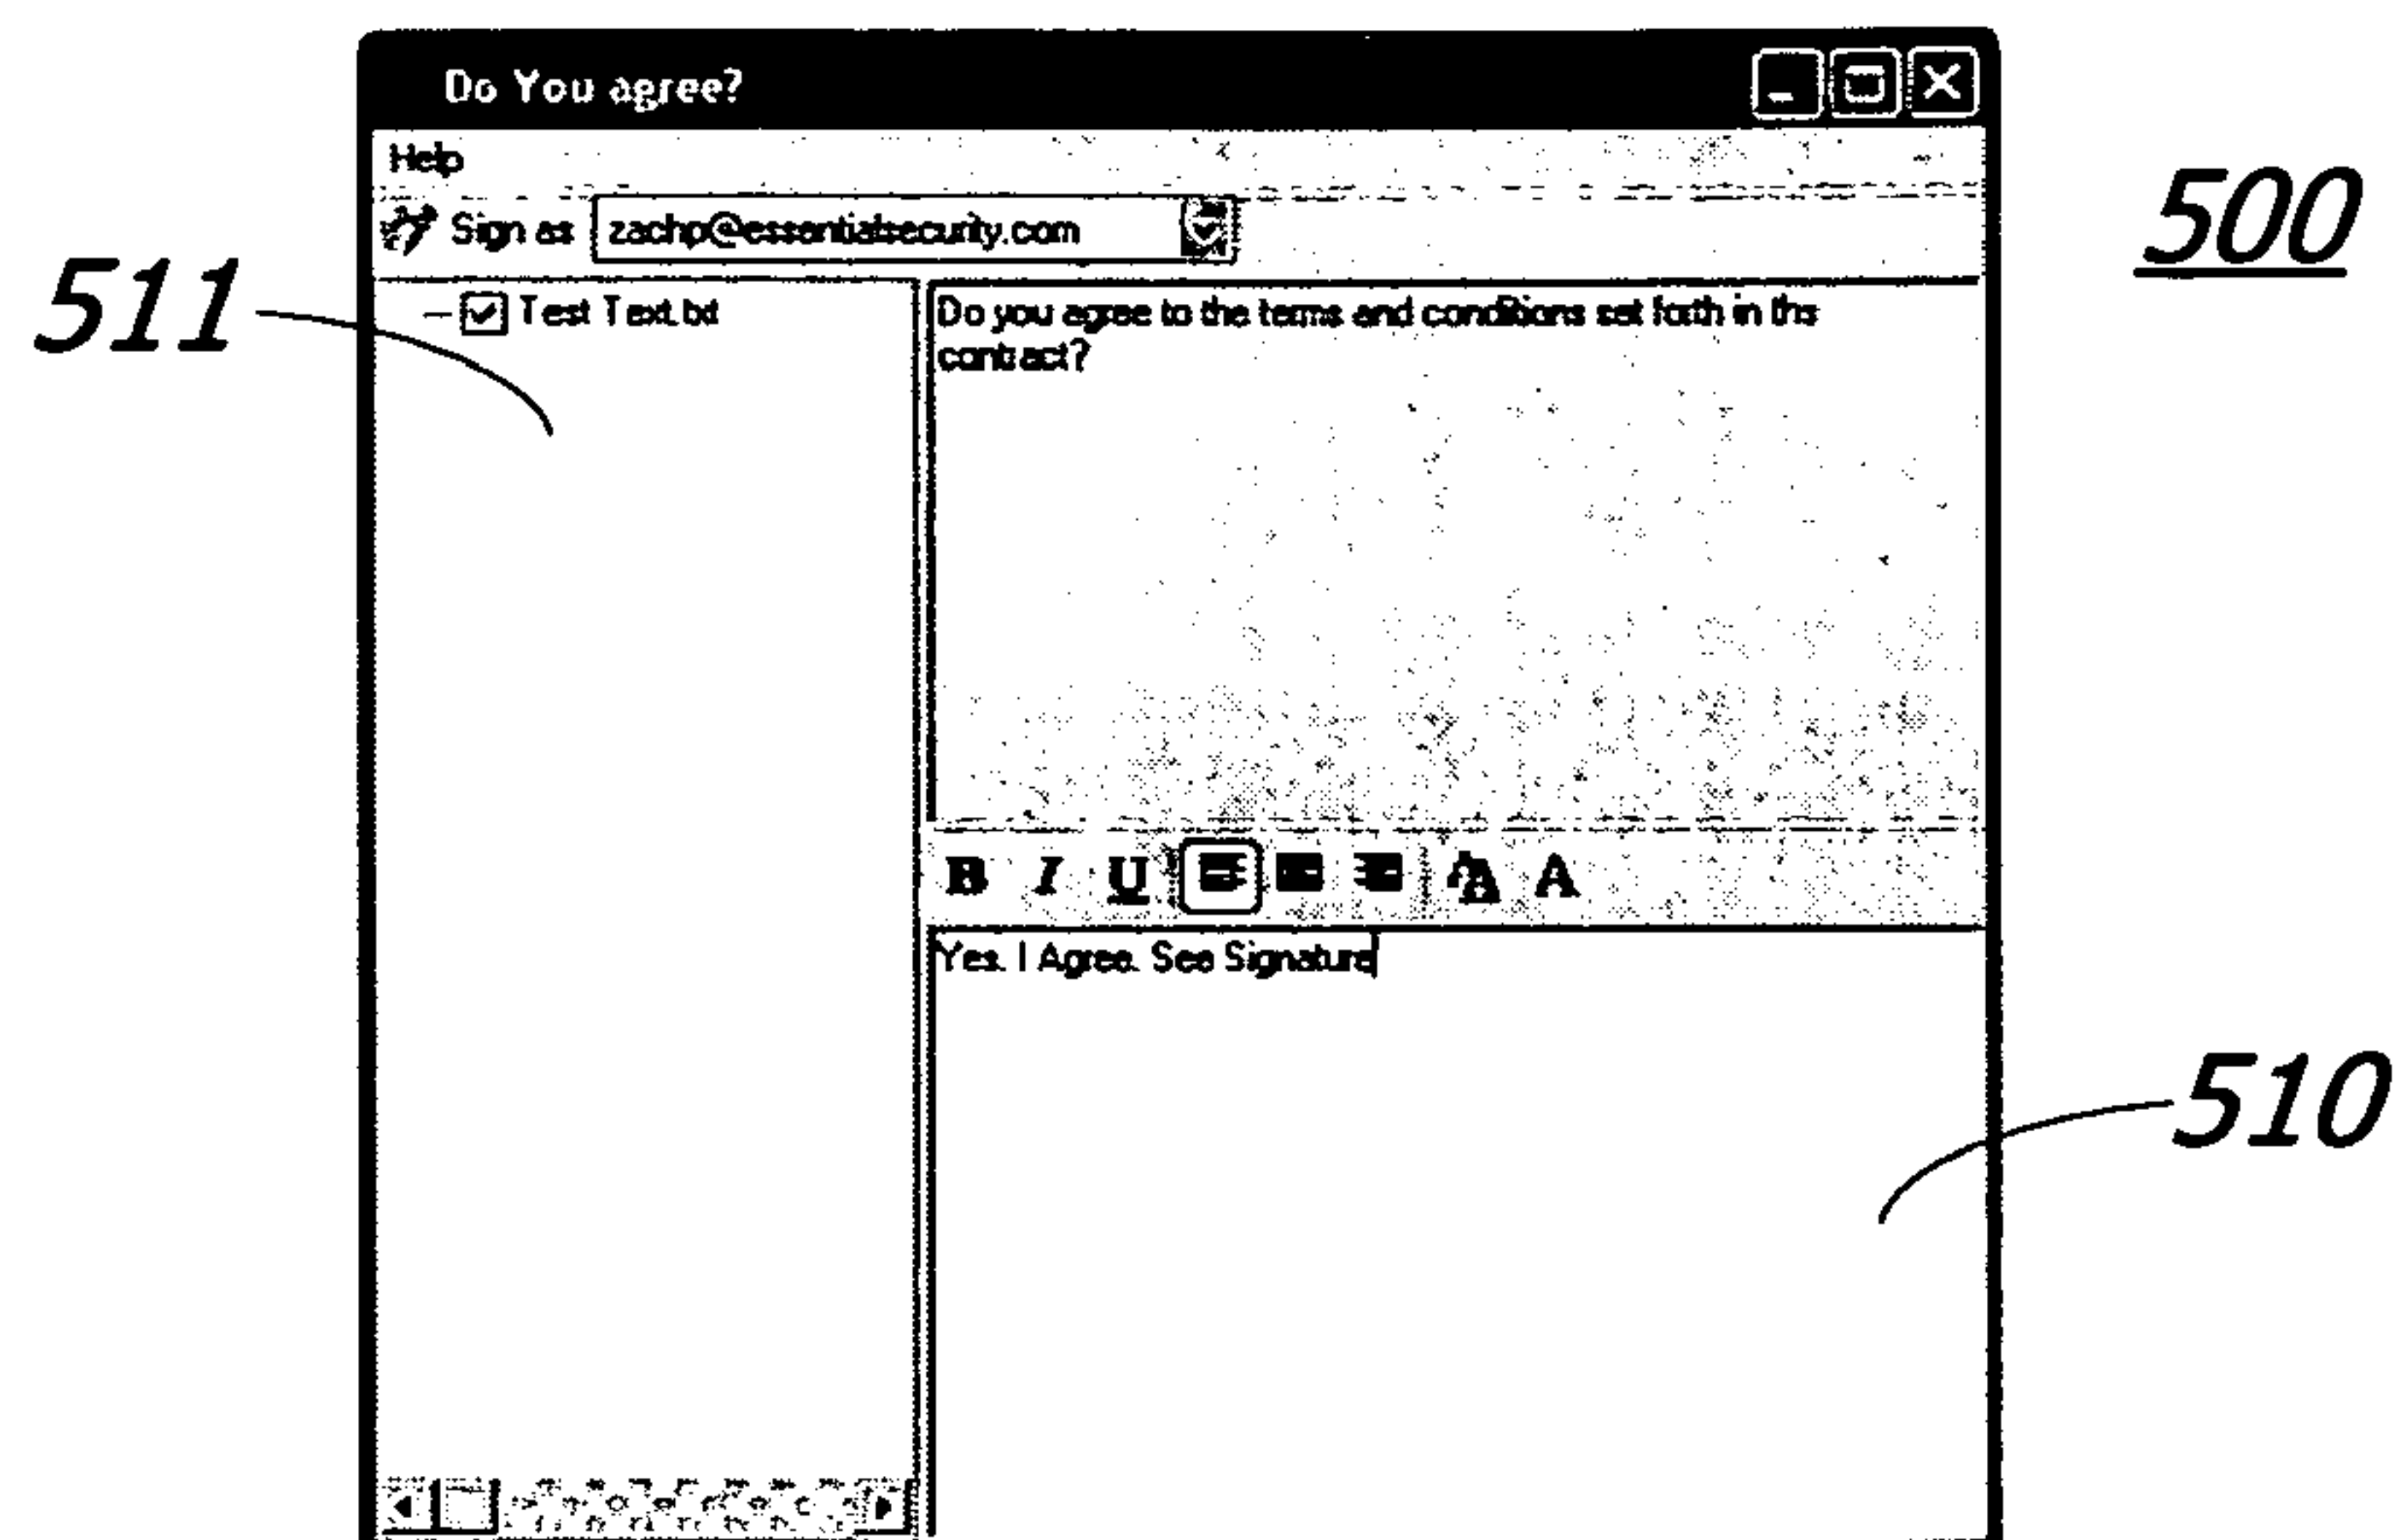 Do You agree?
Help
500
Sign as zachp@essentialsecurity.com
511
Test Text.txt
Do you agree to the terms and conditions set forth in ths
contract?
B I U A A
Yes. I Agree. See Signature
510